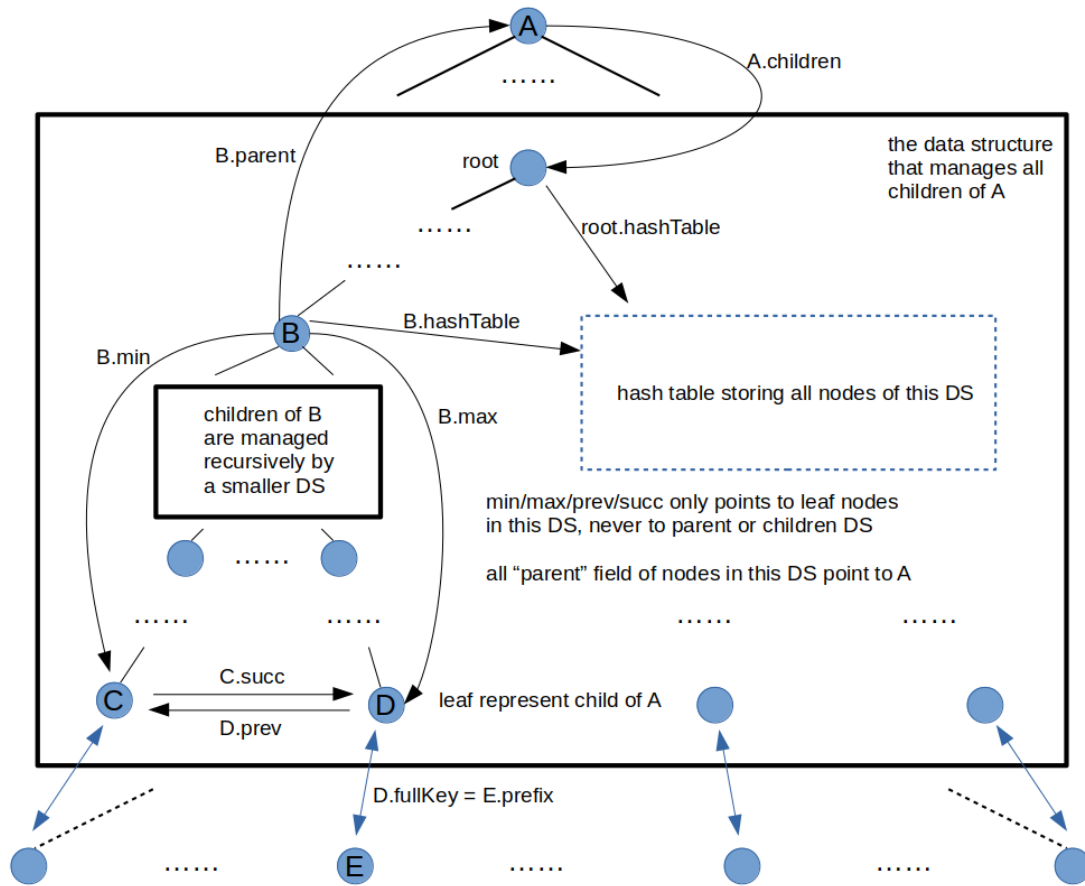 A
A.children
……
B.parent
root
the data structure
that manages all
children of A
……
root.hashTable
……
B
B.hashTable
B.min
B.max
children of B
are managed
recursively by
a smaller DS
hash table storing all nodes of this DS
min/max/prev/succ only points to leaf nodes
in this DS, never to parent or children DS
……
all “parent” field of nodes in this DS point to A
…… …… …… ……
C
C.succ
D.prev
D
leaf represent child of A
D.fullKey = E.prefix
…… E …… ……